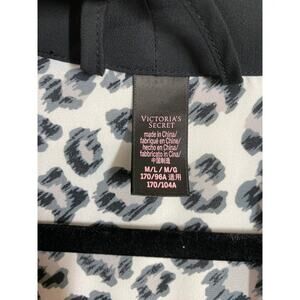 VICTORIA'S
SECRET
made in China/
fabriqué en Chine/
hecho en China/
fabbricato in Cina/
中国制造
M/L / M/G
170/96A 适用
170/104A